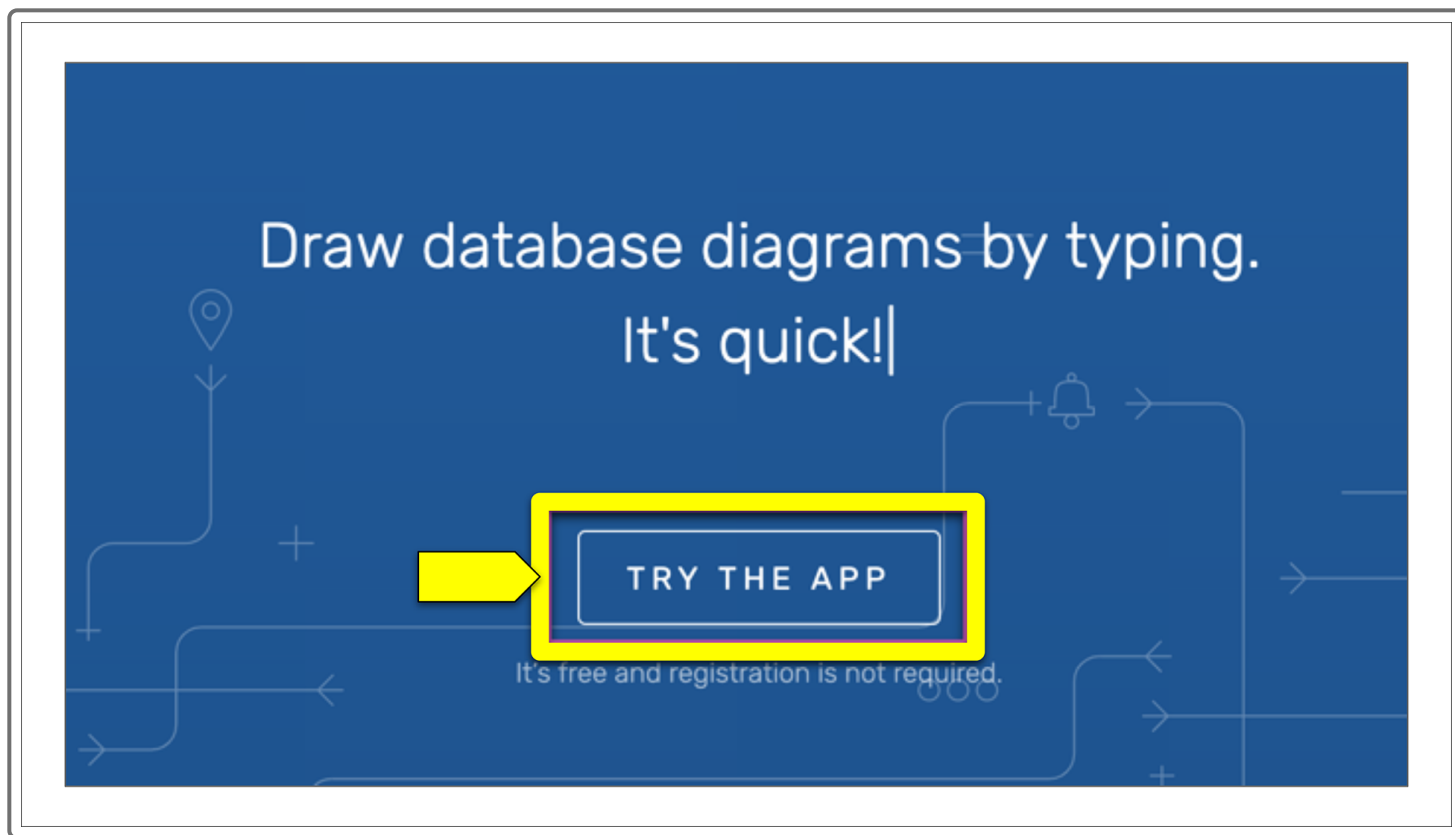 Draw database diagrams by typing.
It's quick!
TRY THE APP
It's free and registration is not required.